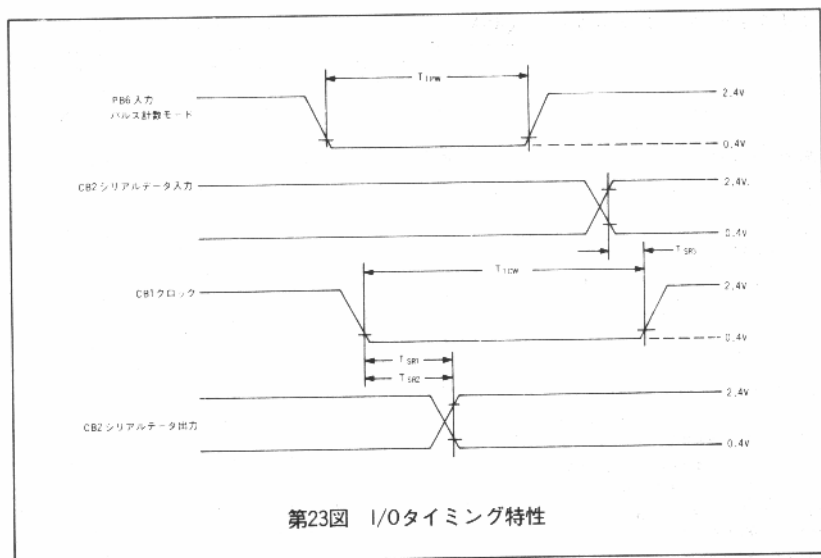 T_IPW
PB6入力
パルス計数モード
2.4V
0.4V
CB2シリアルデータ入力
2.4V.
0.4V
T_SR3
T_ICW
CB1クロック
2.4V
0.4V
T_SR1
T_SR2
2.4V
CB2シリアルデータ出力
0.4V
第23図 I/Oタイミング特性